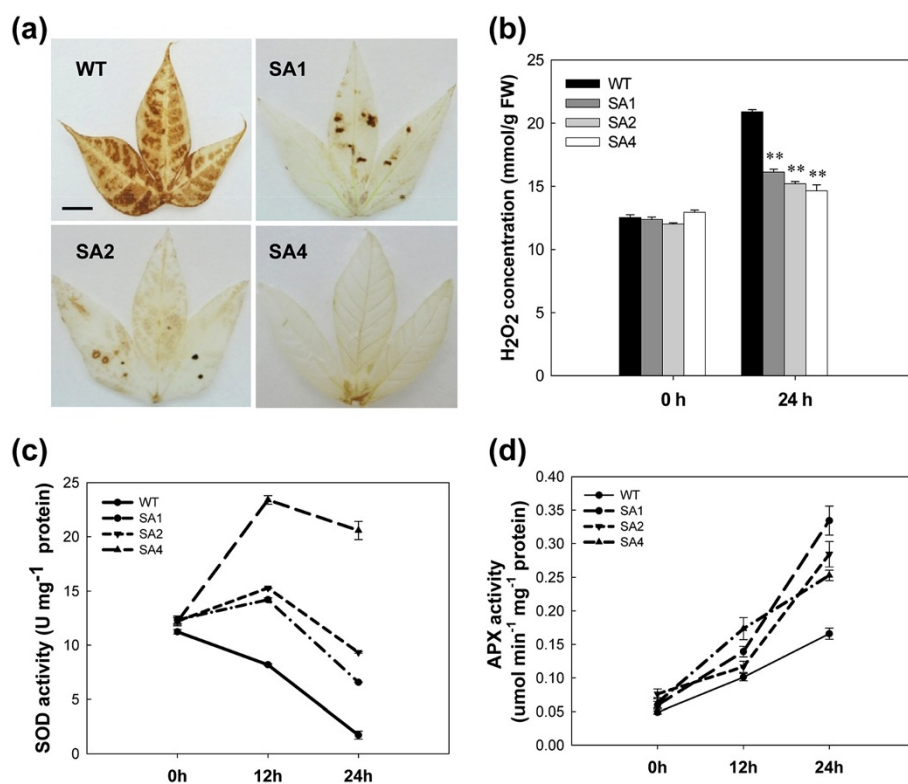 (a)
WT
SA1
SA2
SA4
(b)
H₂O₂ concentration (mmol/g FW)
25
20
15
10
5
0
WT
SA1
SA2
SA4
**
**
**
0 h
24 h
(c)
SOD activity (U mg⁻¹ protein)
25
20
15
10
5
0
WT
SA1
SA2
SA4
0h
12h
24h
(d)
APX activity
(umol min⁻¹ mg⁻¹ protein)
0.40
0.35
0.30
0.25
0.20
0.15
0.10
0.05
0.00
WT
SA1
SA2
SA4
0h
12h
24h